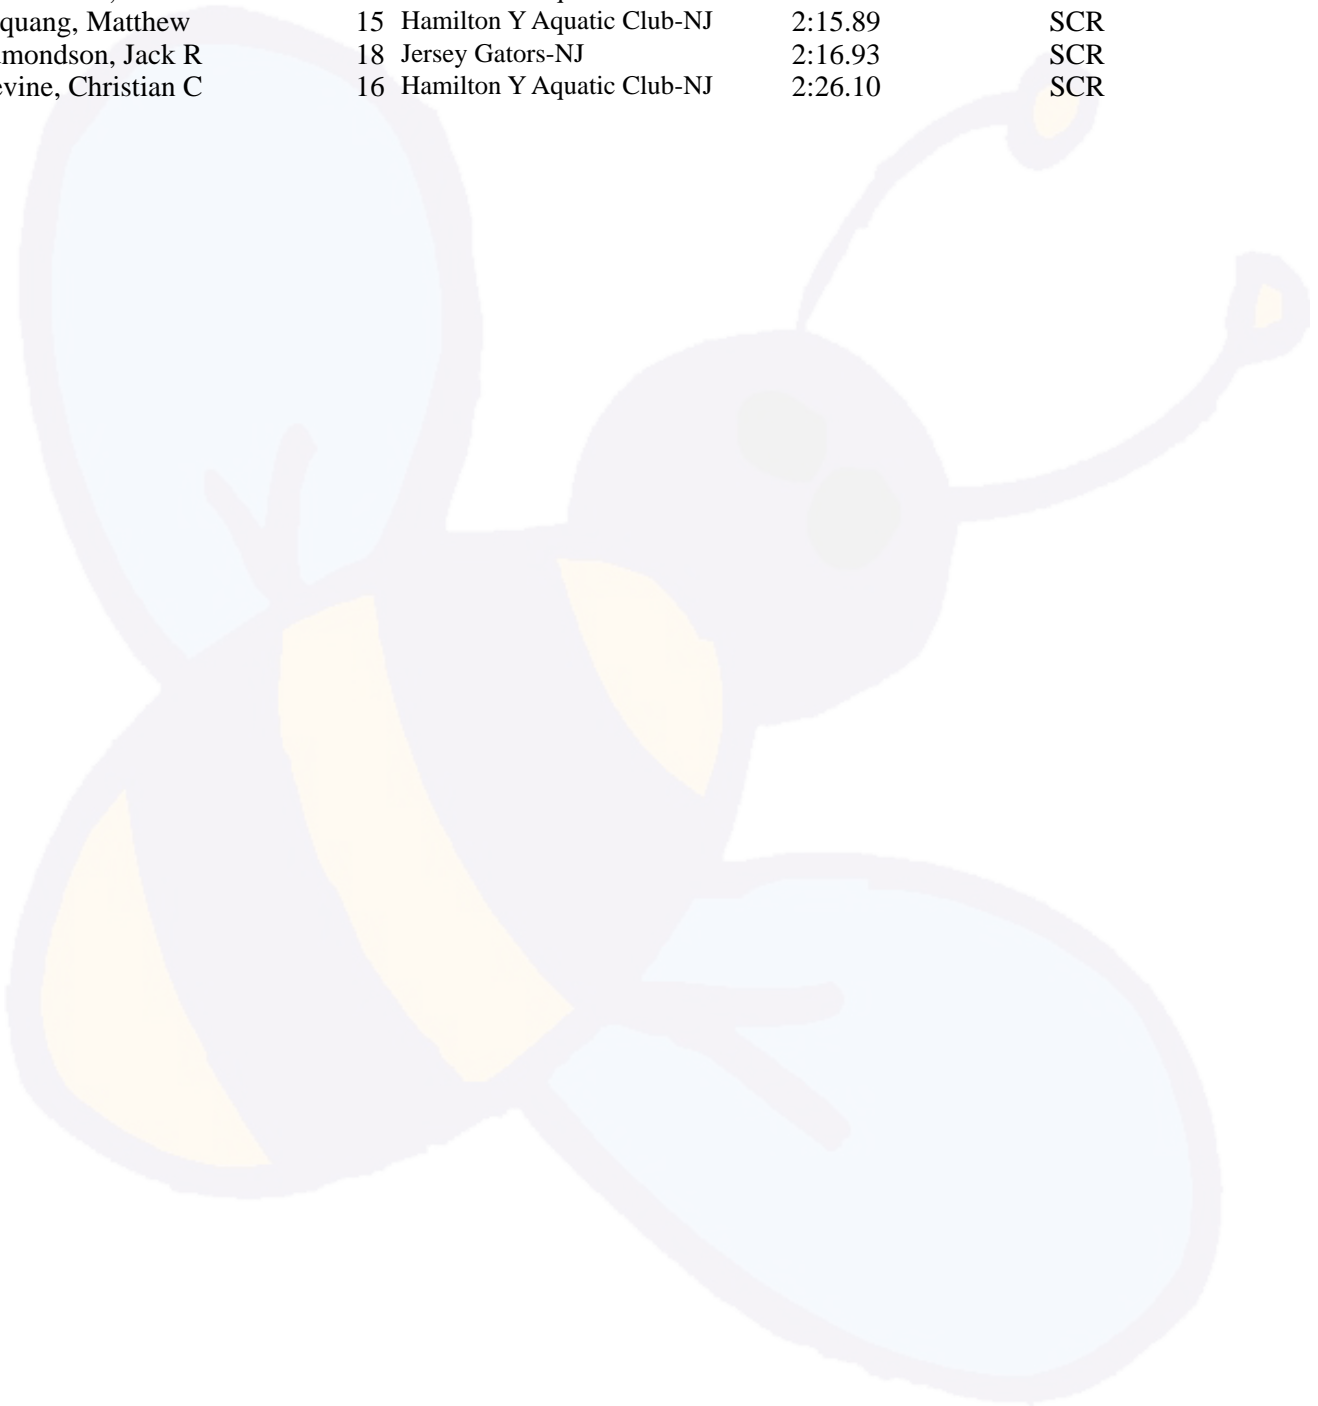 quang, Matthew 15 Hamilton Y Aquatic Club-NJ 2:15.89 SCR
mondson, Jack R 18 Jersey Gators-NJ 2:16.93 SCR
evine, Christian C 16 Hamilton Y Aquatic Club-NJ 2:26.10 SCR